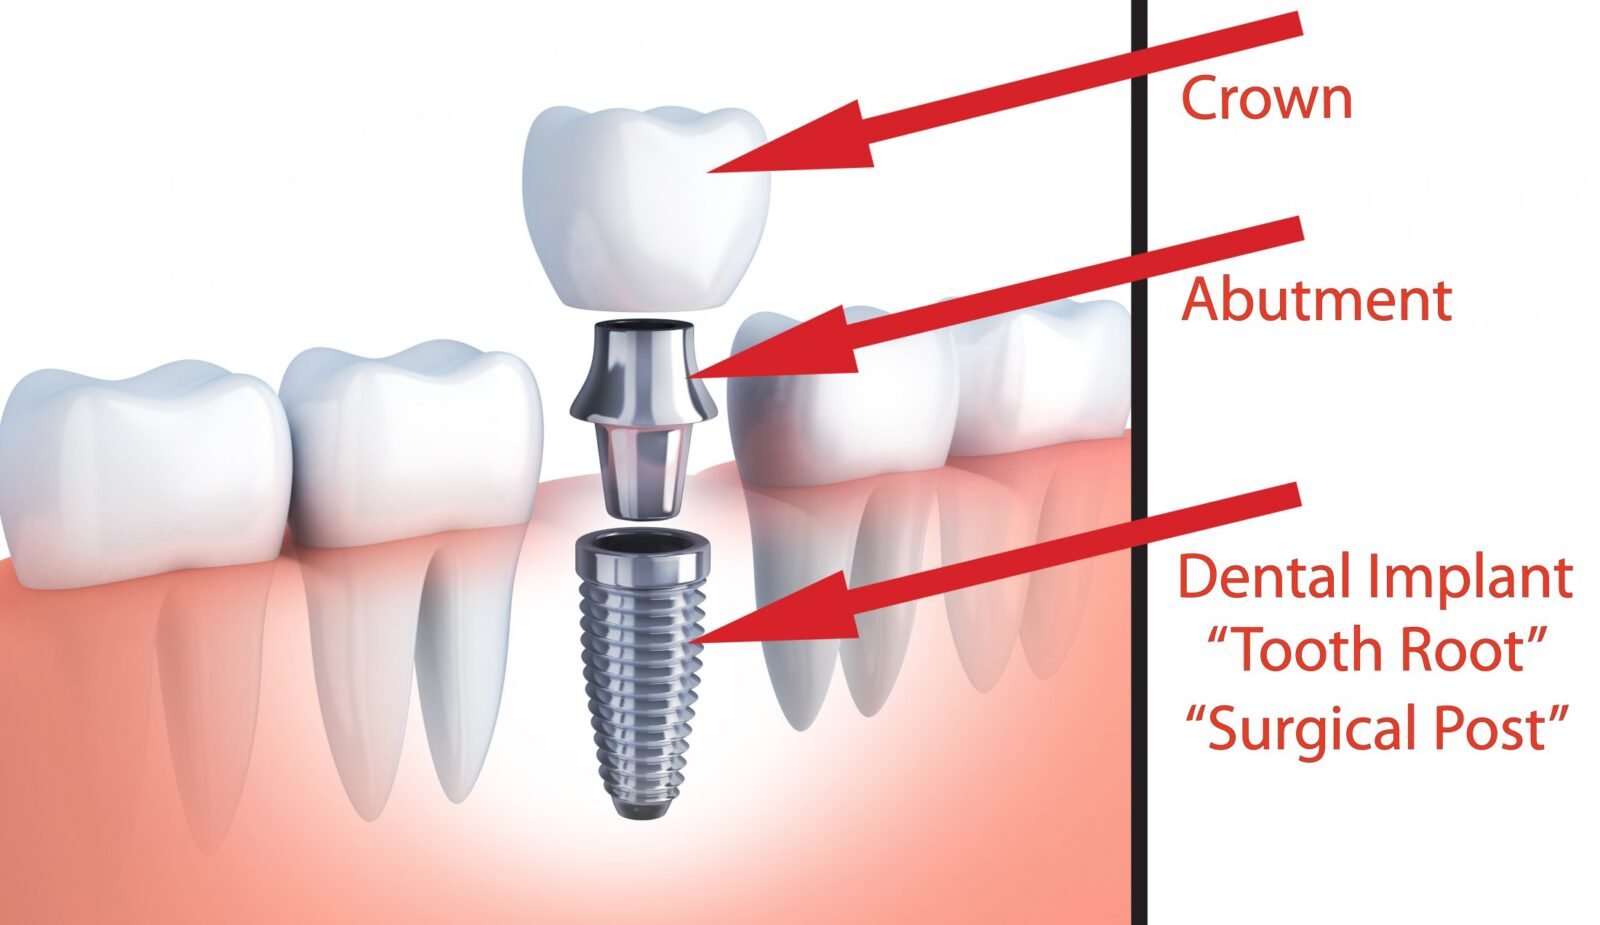 Crown
Abutment
Dental Implant
“Tooth Root”
“Surgical Post”